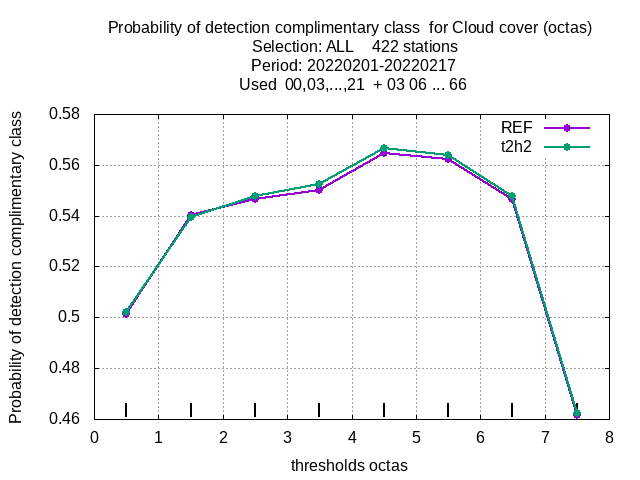 Probability of detection complimentary class  for Cloud cover (octas)
Selection: ALL    422 stations
Period: 20220201-20220217
Used  00,03,...,21  + 03 06 ... 66
Probability of detection complimentary class
0.58
0.56
0.54
0.52
0.5
0.48
0.46
REF
t2h2
0 1 2 3 4 5 6 7 8
thresholds octas